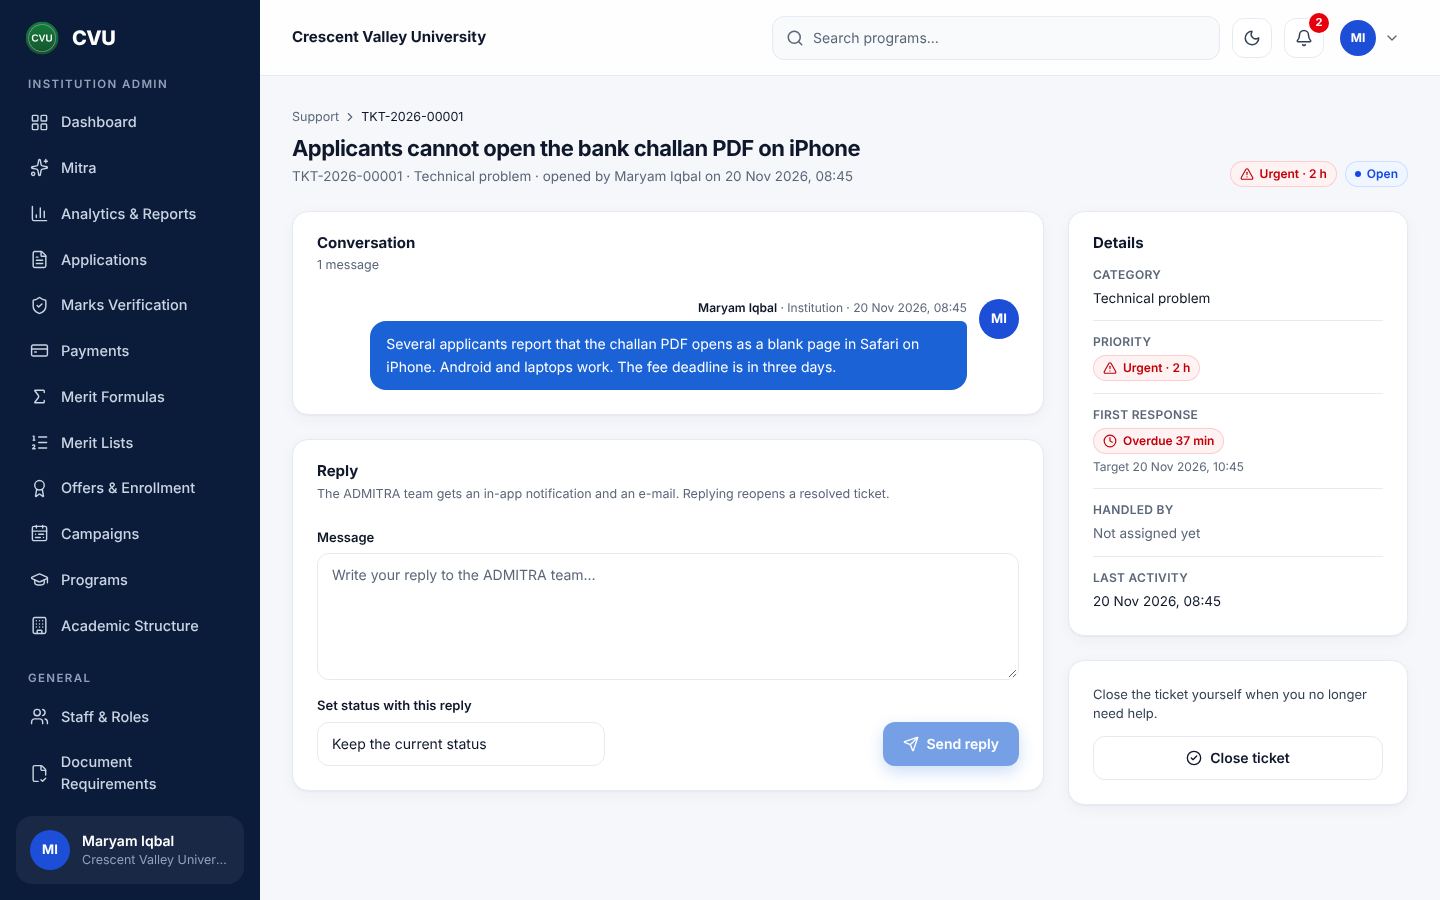 CVU
CVU
INSTITUTION ADMIN
Dashboard
Mitra
Analytics & Reports
Applications
Marks Verification
Payments
Merit Formulas
Merit Lists
Offers & Enrollment
Campaigns
Programs
Academic Structure
GENERAL
Staff & Roles
Document
Requirements
MI
Maryam Iqbal
Crescent Valley Univer...
Crescent Valley University
Search programs...
2
MI
Support > TKT-2026-00001
Applicants cannot open the bank challan PDF on iPhone
TKT-2026-00001 · Technical problem · opened by Maryam Iqbal on 20 Nov 2026, 08:45
Urgent · 2 h
Open
Conversation
1 message
Maryam Iqbal · Institution · 20 Nov 2026, 08:45
MI
Several applicants report that the challan PDF opens as a blank page in Safari on
iPhone. Android and laptops work. The fee deadline is in three days.
Reply
The ADMITRA team gets an in-app notification and an e-mail. Replying reopens a resolved ticket.
Message
Write your reply to the ADMITRA team...
Set status with this reply
Keep the current status
Send reply
Details
CATEGORY
Technical problem
PRIORITY
Urgent · 2 h
FIRST RESPONSE
Overdue 37 min
Target 20 Nov 2026, 10:45
HANDLED BY
Not assigned yet
LAST ACTIVITY
20 Nov 2026, 08:45
Close the ticket yourself when you no longer
need help.
Close ticket